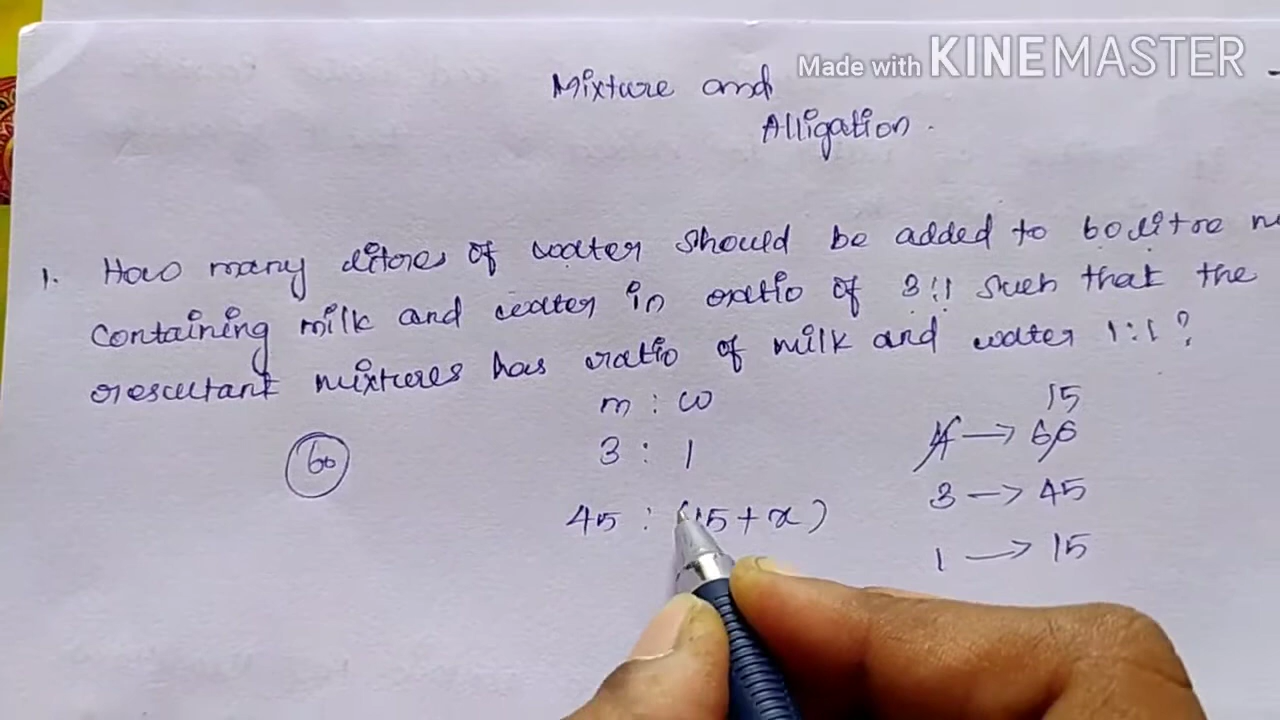 Made with KINEMASTER
Mixture and
Alligation.
1. How many litres of water should be added to 60 litre
containing milk and water in ratio of 3:1 such that the
resultant mixtures has ratio of milk and water 1:1?
m : w
3 : 1
45 : (15+x)
60
15
4 → 60
3 → 45
1 → 15